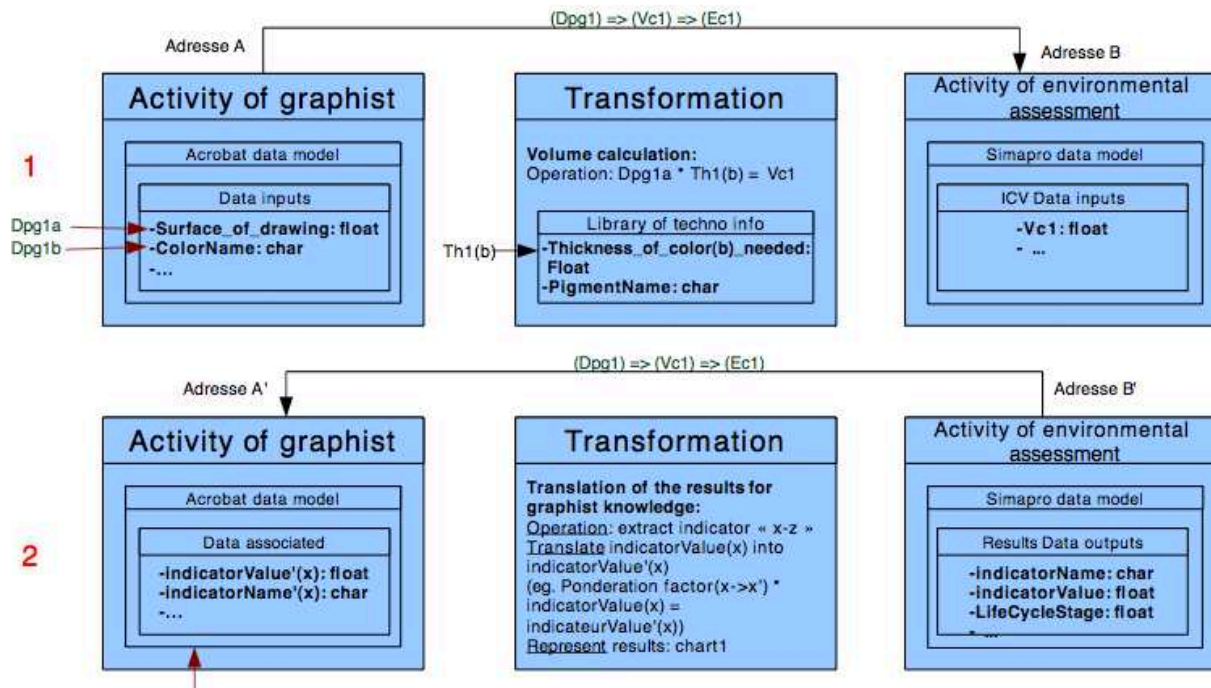 (Dpg1) => (Vc1) => (Ec1)
Adresse A
Adresse B
1
Activity of graphist
Acrobat data model
Data inputs
Dpg1a
-Surface_of_drawing: float
Dpg1b
-ColorName: char
-...
Transformation
Volume calculation:
Operation: Dpg1a * Th1(b) = Vc1
Library of techno info
Th1(b)
-Thickness_of_color(b)_needed:
Float
-PigmentName: char
Activity of environmental
assessment
Simapro data model
ICV Data inputs
-Vc1: float
- ...
(Dpg1) => (Vc1) => (Ec1)
Adresse A'
Adresse B'
2
Activity of graphist
Acrobat data model
Data associated
-indicatorValue'(x): float
-indicatorName'(x): char
-...
Transformation
Translation of the results for
graphist knowledge:
Operation: extract indicator « x-z »
Translate indicatorValue(x) into
indicatorValue'(x)
(eg. Ponderation factor(x->x') *
indicatorValue(x) =
indicateurValue'(x))
Represent results: chart1
Activity of environmental
assessment
Simapro data model
Results Data outputs
-indicatorName: char
-indicatorValue: float
-LifeCycleStage: float
- ...